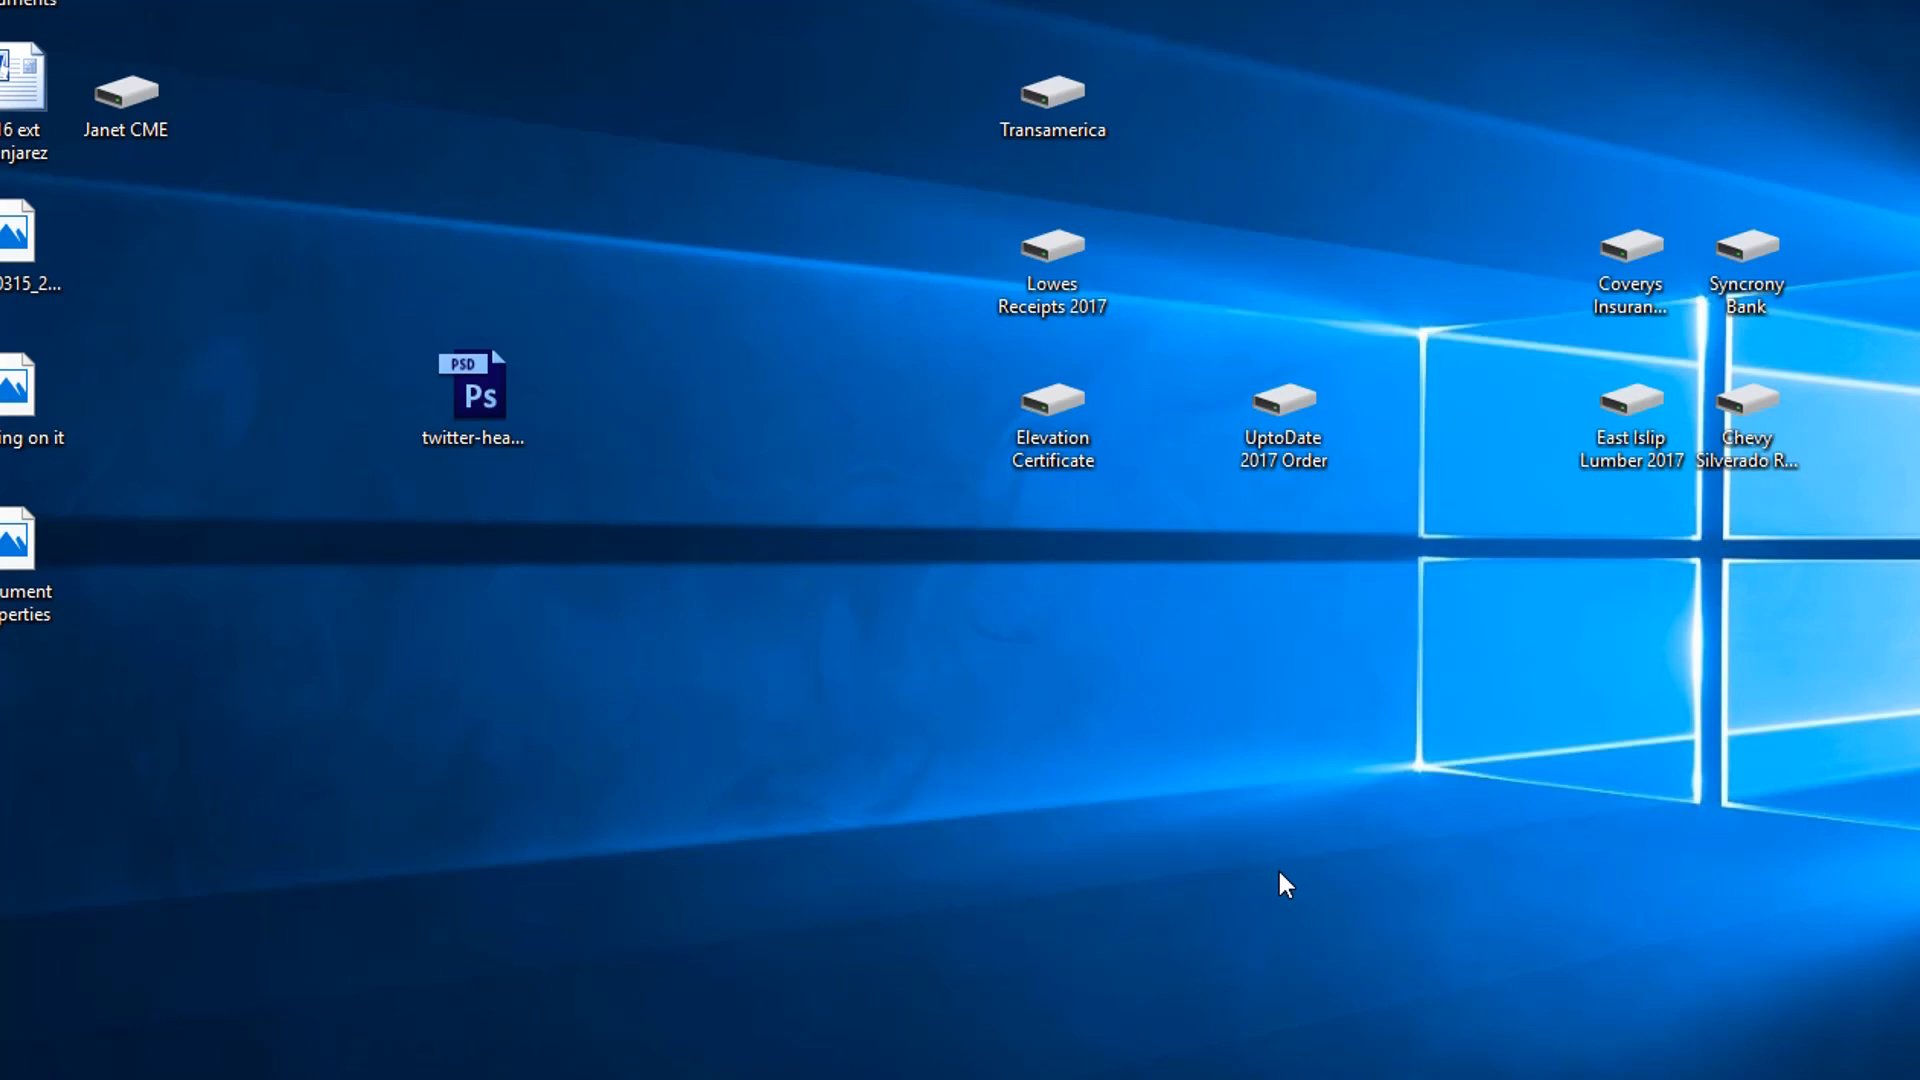 uments
16 ext
njarez
Janet CME
Transamerica
0315_2...
Lowes
Receipts 2017
Coverys
Insuran...
Syncrony
Bank
ing on it
PSD
Ps
twitter-hea...
Elevation
Certificate
UptoDate
2017 Order
East Islip
Lumber 2017
Chevy
Silverado R...
ument
perties